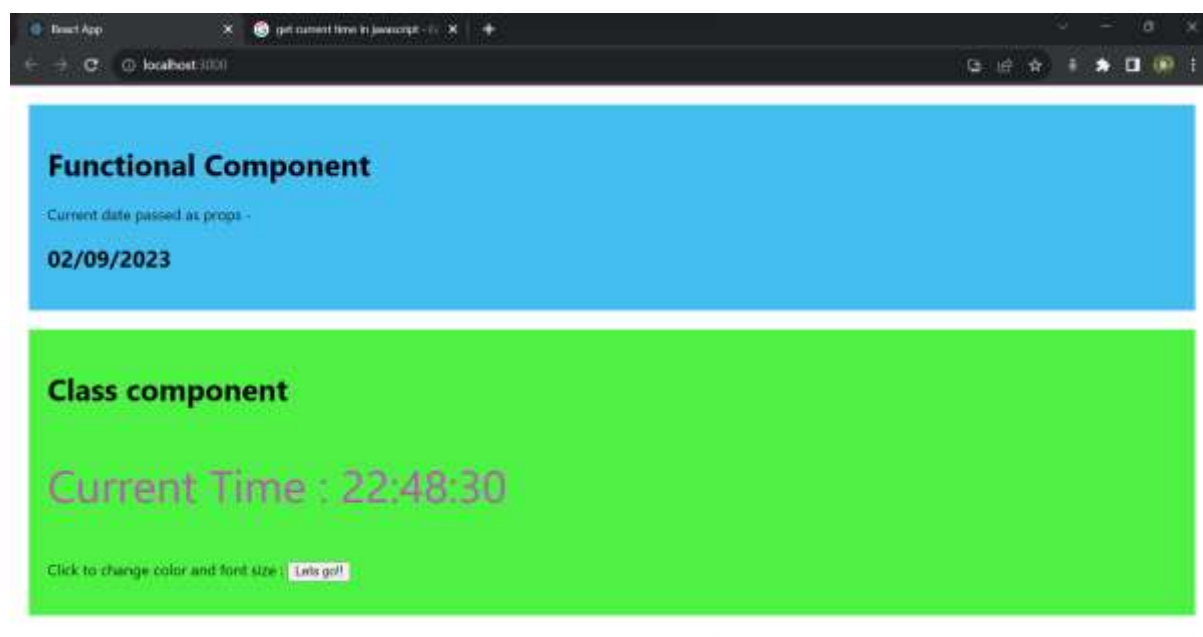 React App
get current time in javascript -
localhost:3000
Functional Component
Current date passed as props -
02/09/2023
Class component
Current Time : 22:48:30
Click to change color and font size : Lets go!!